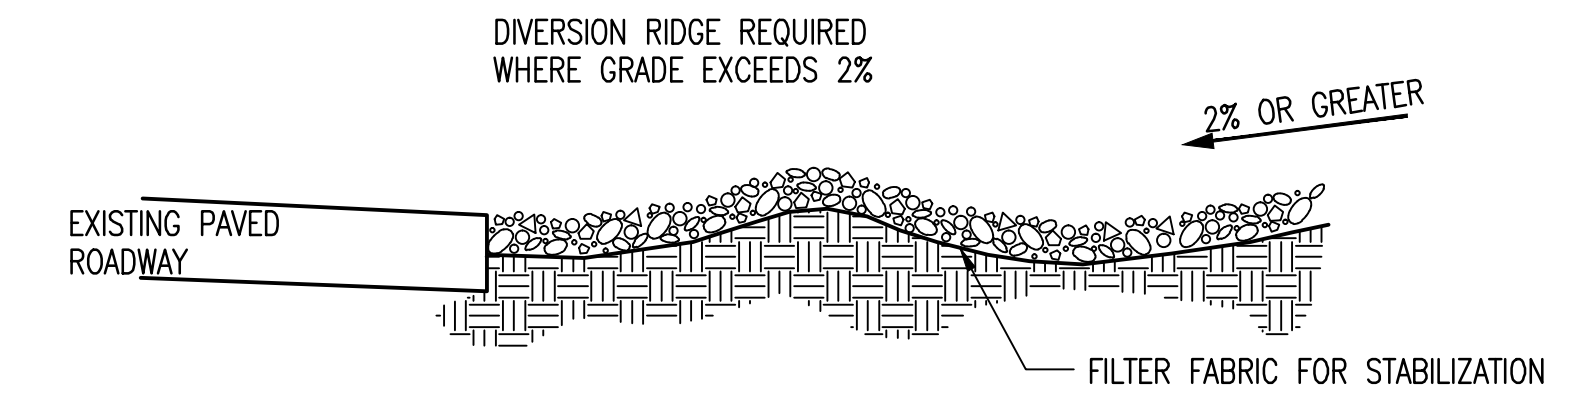 DIVERSION RIDGE REQUIRED
WHERE GRADE EXCEEDS 2%
2% OR GREATER
EXISTING PAVED
ROADWAY
FILTER FABRIC FOR STABILIZATION